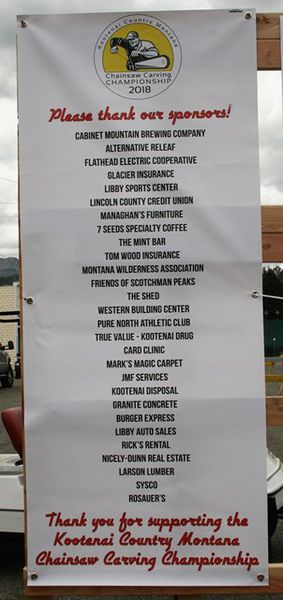 Kootenai Country Montana
Chainsaw Carving
CHAMPIONSHIP
2018
Please thank our sponsors!
CABINET MOUNTAIN BREWING COMPANY
ALTERNATIVE RELEAF
FLATHEAD ELECTRIC COOPERATIVE
GLACIER INSURANCE
LIBBY SPORTS CENTER
LINCOLN COUNTY CREDIT UNION
MANAGHAN'S FURNITURE
7 SEEDS SPECIALTY COFFEE
THE MINT BAR
TOM WOOD INSURANCE
MONTANA WILDERNESS ASSOCIATION
FRIENDS OF SCOTCHMAN PEAKS
THE SHED
WESTERN BUILDING CENTER
PURE NORTH ATHLETIC CLUB
TRUE VALUE - KOOTENAI DRUG
CARD CLINIC
MARK'S MAGIC CARPET
JMF SERVICES
KOOTENAI DISPOSAL
GRANITE CONCRETE
BURGER EXPRESS
LIBBY AUTO SALES
RICK'S RENTAL
NICELY-DUNN REAL ESTATE
LARSON LUMBER
SYSCO
ROSAUER'S
Thank you for supporting the
Kootenai Country Montana
Chainsaw Carving Championship